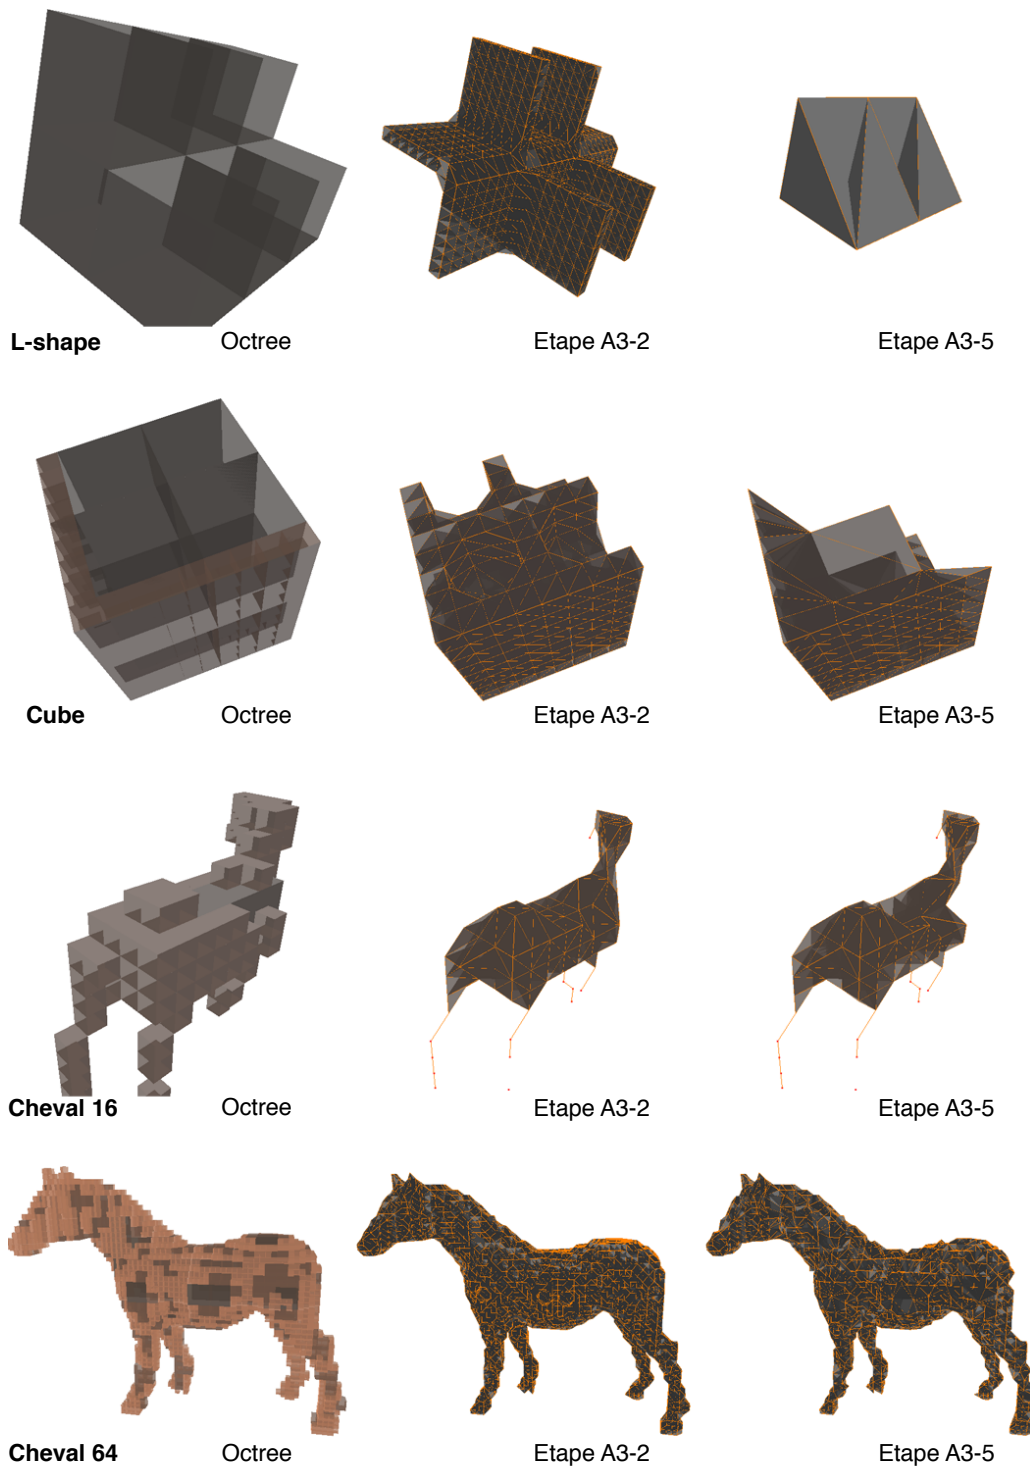 L-shape Octree Etape A3-2 Etape A3-5
Cube Octree Etape A3-2 Etape A3-5
Cheval 16 Octree Etape A3-2 Etape A3-5
Cheval 64 Octree Etape A3-2 Etape A3-5